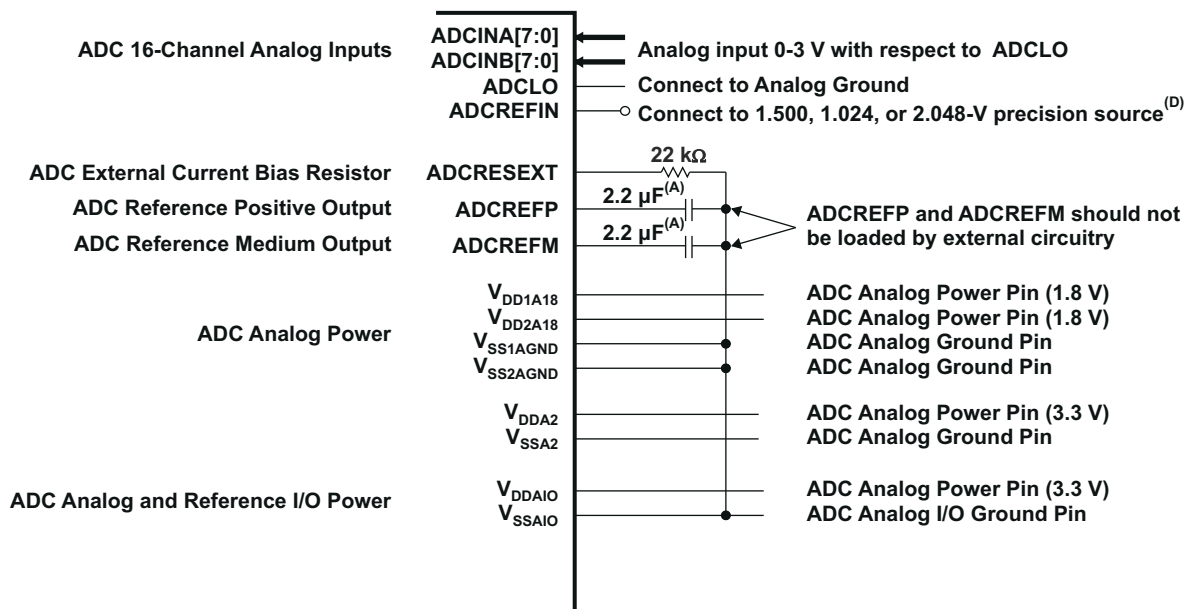 ADC 16-Channel Analog Inputs
ADCINA[7:0]
ADCINB[7:0]
Analog input 0-3 V with respect to ADCLO
ADCLO
Connect to Analog Ground
ADCREFIN
Connect to 1.500, 1.024, or 2.048-V precision source(D)
ADC External Current Bias Resistor
ADCRESEXT
22 kΩ
ADC Reference Positive Output
ADCREFP
2.2 µF(A)
ADC Reference Medium Output
ADCREFM
2.2 µF(A)
ADCREFP and ADCREFM should not
be loaded by external circuitry
ADC Analog Power
VDD1A18
ADC Analog Power Pin (1.8 V)
VDD2A18
ADC Analog Power Pin (1.8 V)
VSS1AGND
ADC Analog Ground Pin
VSS2AGND
ADC Analog Ground Pin
VDDA2
ADC Analog Power Pin (3.3 V)
VSSA2
ADC Analog Ground Pin
ADC Analog and Reference I/O Power
VDDAIO
ADC Analog Power Pin (3.3 V)
VSSAIO
ADC Analog I/O Ground Pin